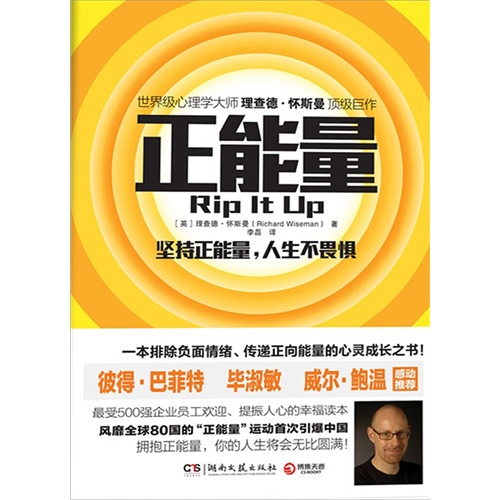 世界级心理学大师 理查德·怀斯曼 顶级巨作
正能量
Rip It Up
［英］理查德·怀斯曼（Richard Wiseman）著
李磊 译
坚持正能量，人生不畏惧
一本排除负面情绪、传递正向能量的心灵成长之书！
彼得·巴菲特 毕淑敏 威尔·鲍温 感动推荐
最受500强企业员工欢迎、提振人心的幸福读本
风靡全球80国的“正能量”运动首次引爆中国
拥抱正能量，你的人生将会无比圆满！
CS 湖南文艺出版社 博集天卷
CS-BOOKY